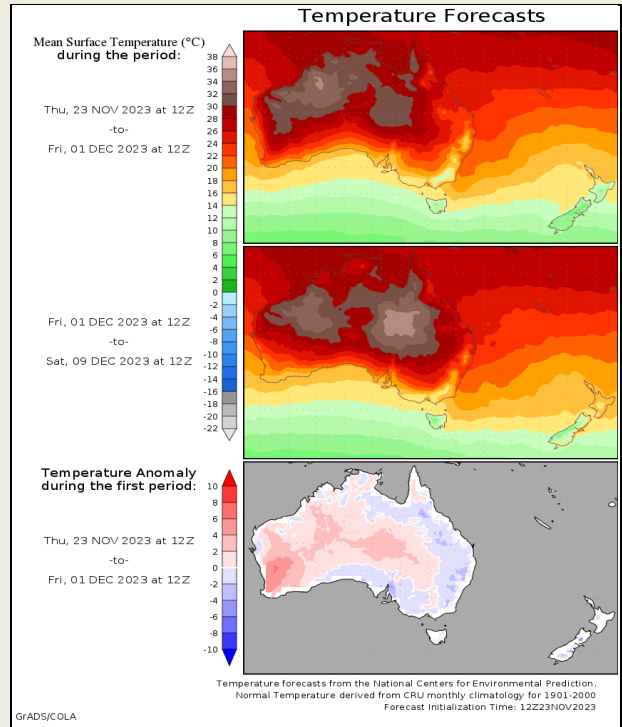 Temperature Forecasts
Mean Surface Temperature (°C)
during the period:
38
36
34
32
30
28
26
24
22
20
18
16
14
12
10
8
6
4
2
0
-2
-4
-6
-8
-10
-12
-14
-16
-18
-20
-22
Thu, 23 NOV 2023 at 12Z
-to-
Fri, 01 DEC 2023 at 12Z
Fri, 01 DEC 2023 at 12Z
-to-
Sat, 09 DEC 2023 at 12Z
Temperature Anomaly
during the first period:
10
8
6
4
2
0
-2
-4
-6
-8
-10
Thu, 23 NOV 2023 at 12Z
-to-
Fri, 01 DEC 2023 at 12Z
Temperature forecasts from the National Centers for Environmental Prediction.
Normal Temperature derived from CRU monthly climatology for 1901-2000
Forecast Initialization Time: 12Z23NOV2023
GrADS/COLA